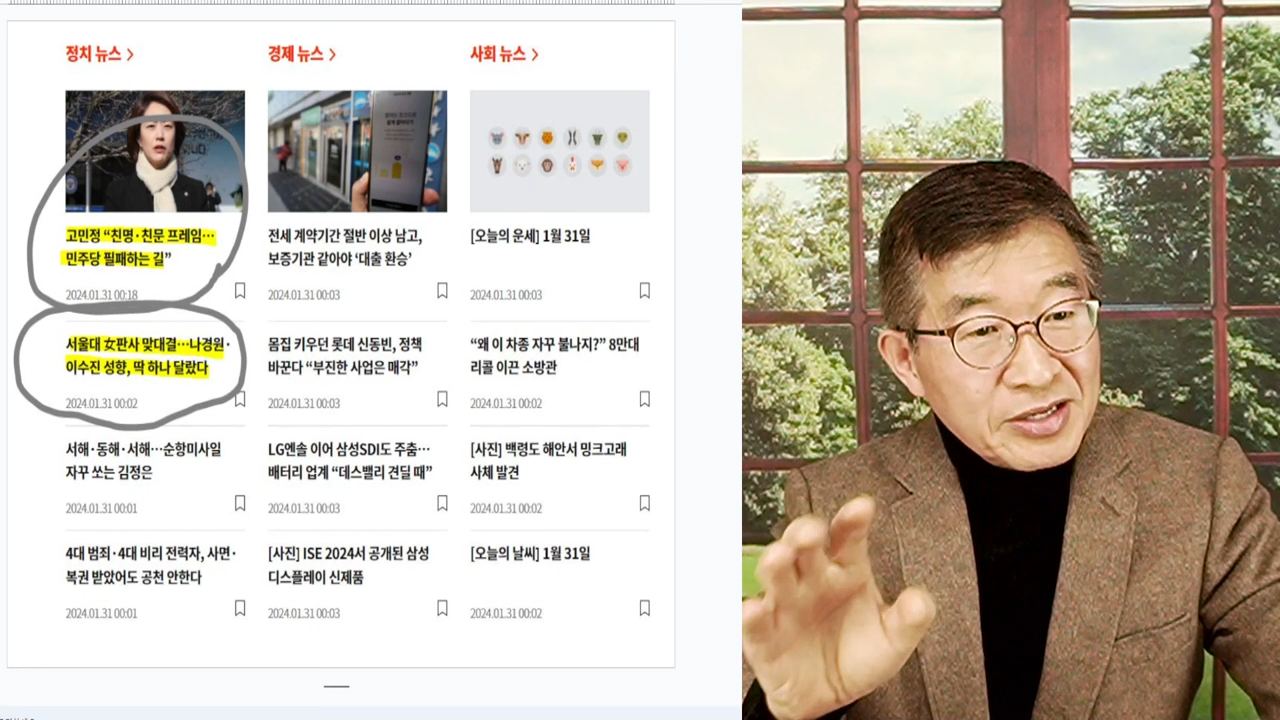 정치 뉴스 >
고민정 “친명·친문 프레임…
민주당 필패하는 길”
2024.01.31 00:18
서울대 女판사 맞대결…나경원·
이수진 성향, 딱 하나 달랐다
2024.01.31 00:02
서해·동해·서해…순항미사일
자꾸 쏘는 김정은
2024.01.31 00:01
4대 범죄·4대 비리 전력자, 사면·
복권 받았어도 공천 안한다
2024.01.31 00:01
경제 뉴스 >
전세 계약기간 절반 이상 남고,
보증기관 같아야 ‘대출 환승’
2024.01.31 00:03
몸집 키우던 롯데 신동빈, 정책
바꾼다 “부진한 사업은 매각”
2024.01.31 00:03
LG엔솔 이어 삼성SDI도 주춤…
배터리 업계 “데스밸리 견딜 때”
2024.01.31 00:03
[사진] ISE 2024서 공개된 삼성
디스플레이 신제품
2024.01.31 00:03
사회 뉴스 >
[오늘의 운세] 1월 31일
2024.01.31 00:03
“왜 이 차종 자꾸 불나지?” 8만대
리콜 이끈 소방관
2024.01.31 00:02
[사진] 백령도 해안서 밍크고래
사체 발견
2024.01.31 00:02
[오늘의 날씨] 1월 31일
2024.01.31 00:02